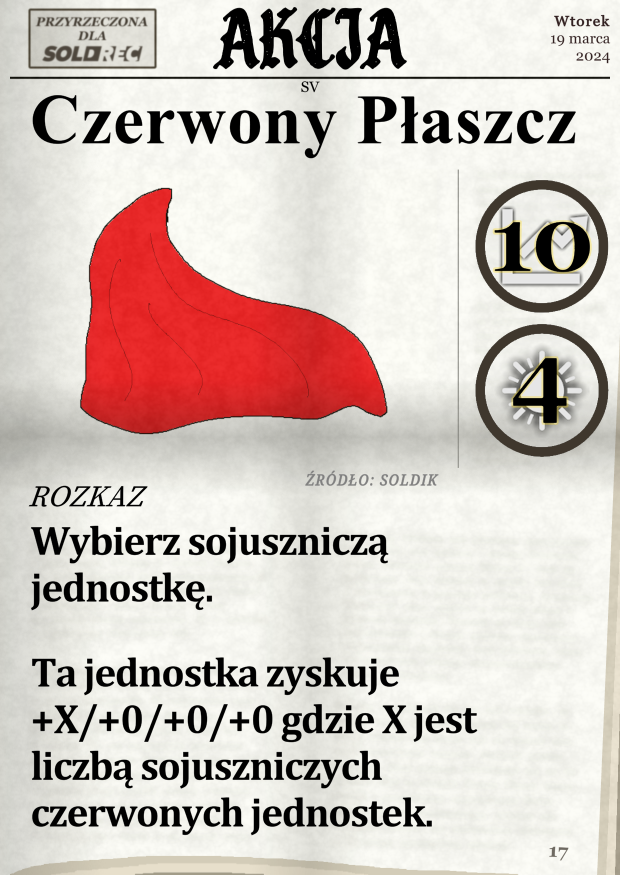 PRZYRZECZONA
DLA
SOLDREC
AKCJA
Wtorek
19 marca
2024
SV
Czerwony Płaszcz
10
4
ŹRÓDŁO: SOLDIK
ROZKAZ
Wybierz sojuszniczą
jednostkę.
Ta jednostka zyskuje
+X/+0/+0/+0 gdzie X jest
liczbą sojuszniczych
czerwonych jednostek.
17